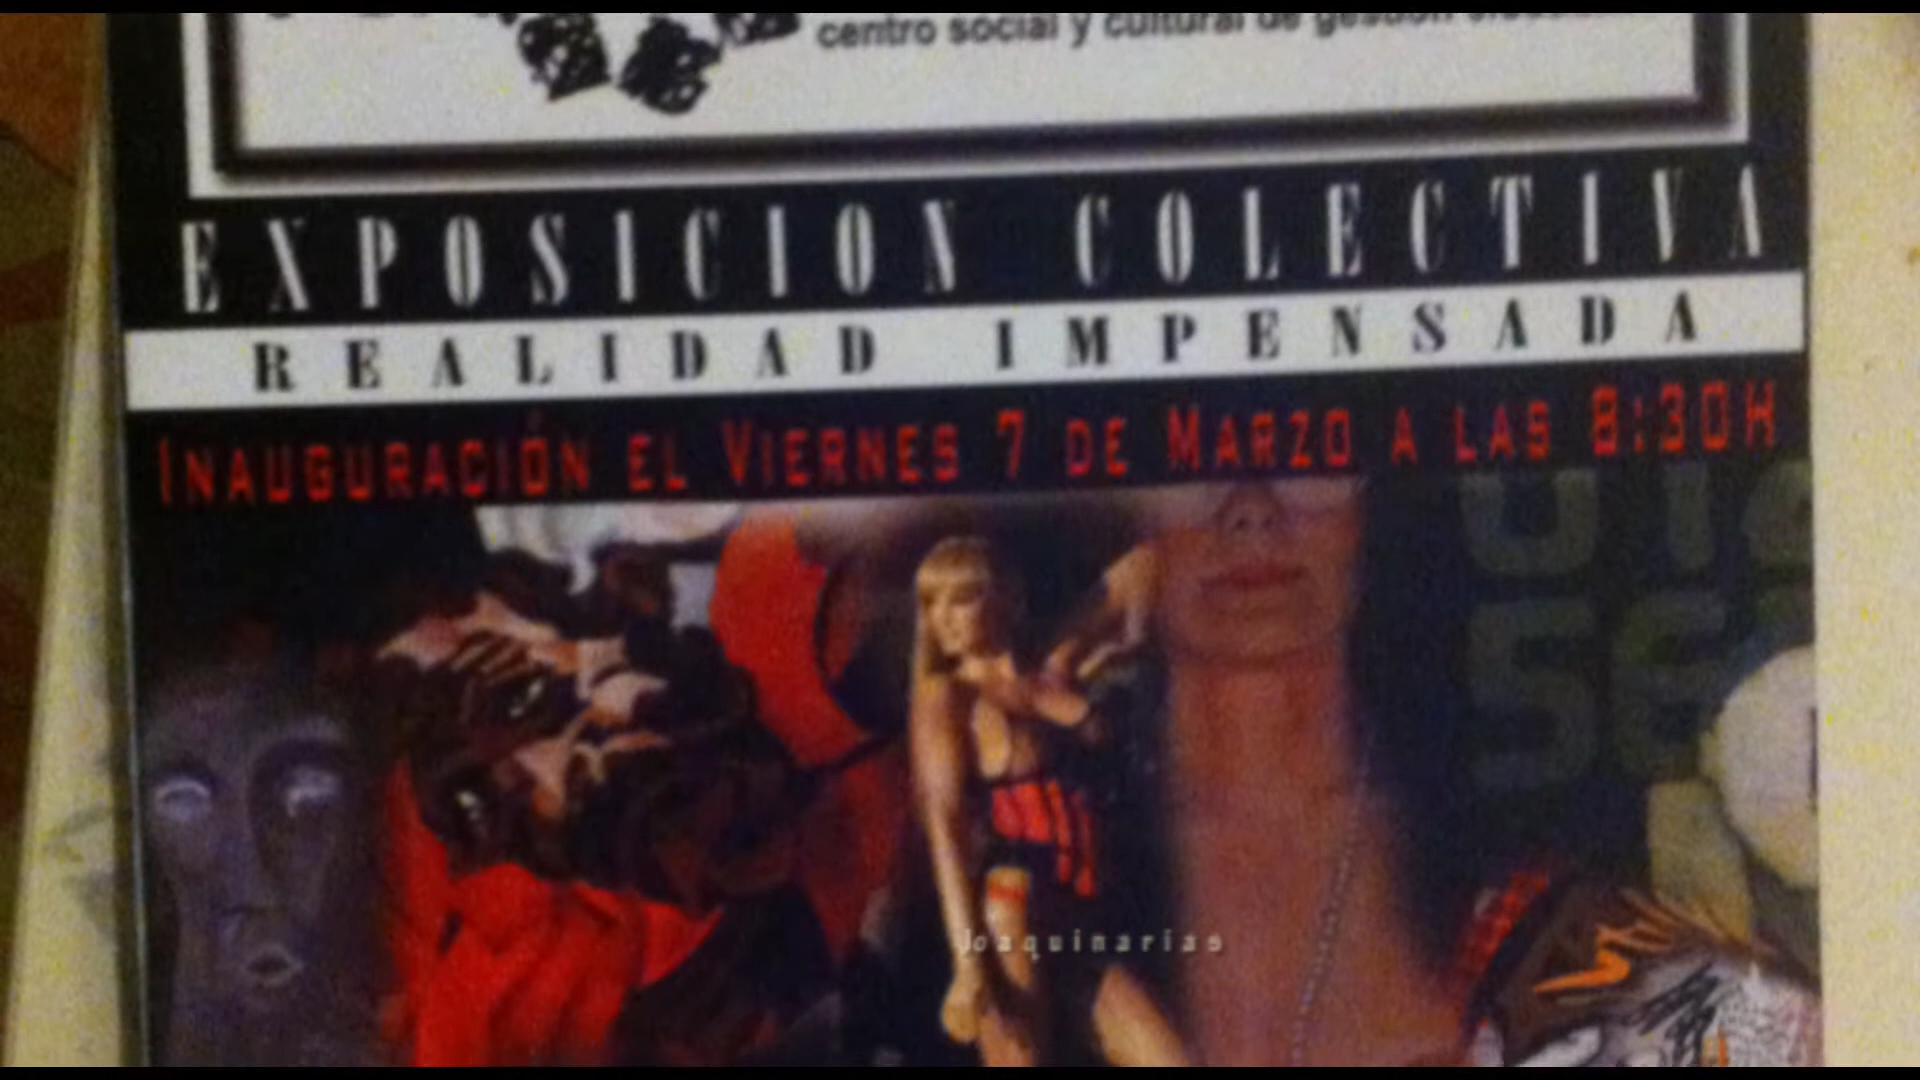 centro social y cultural de gestión
EXPOSICION COLECTIVA
REALIDAD IMPENSADA
INAUGURACIÓN EL VIERNES 7 DE MARZO A LAS 8:30H
joaquinarias